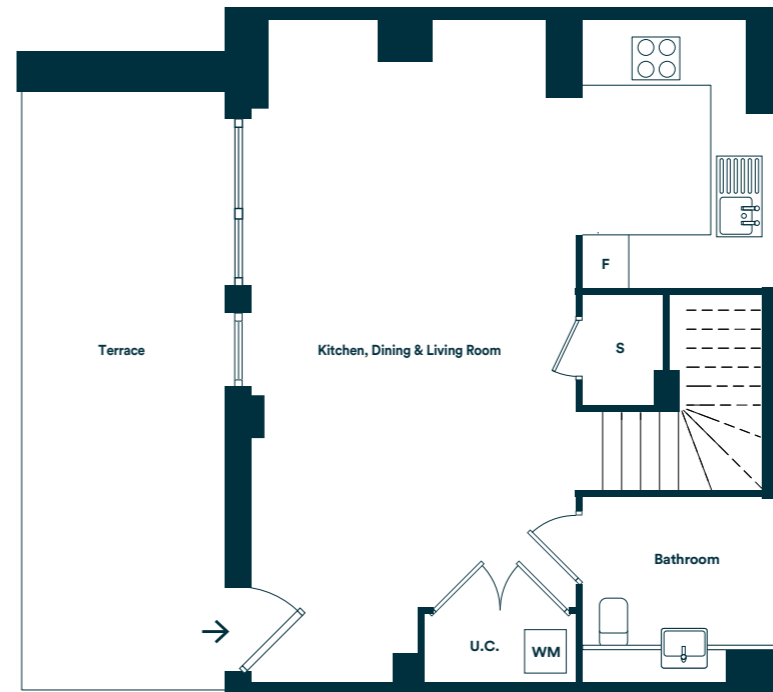 F
Terrace
Kitchen, Dining & Living Room
S
Bathroom
U.C.
WM